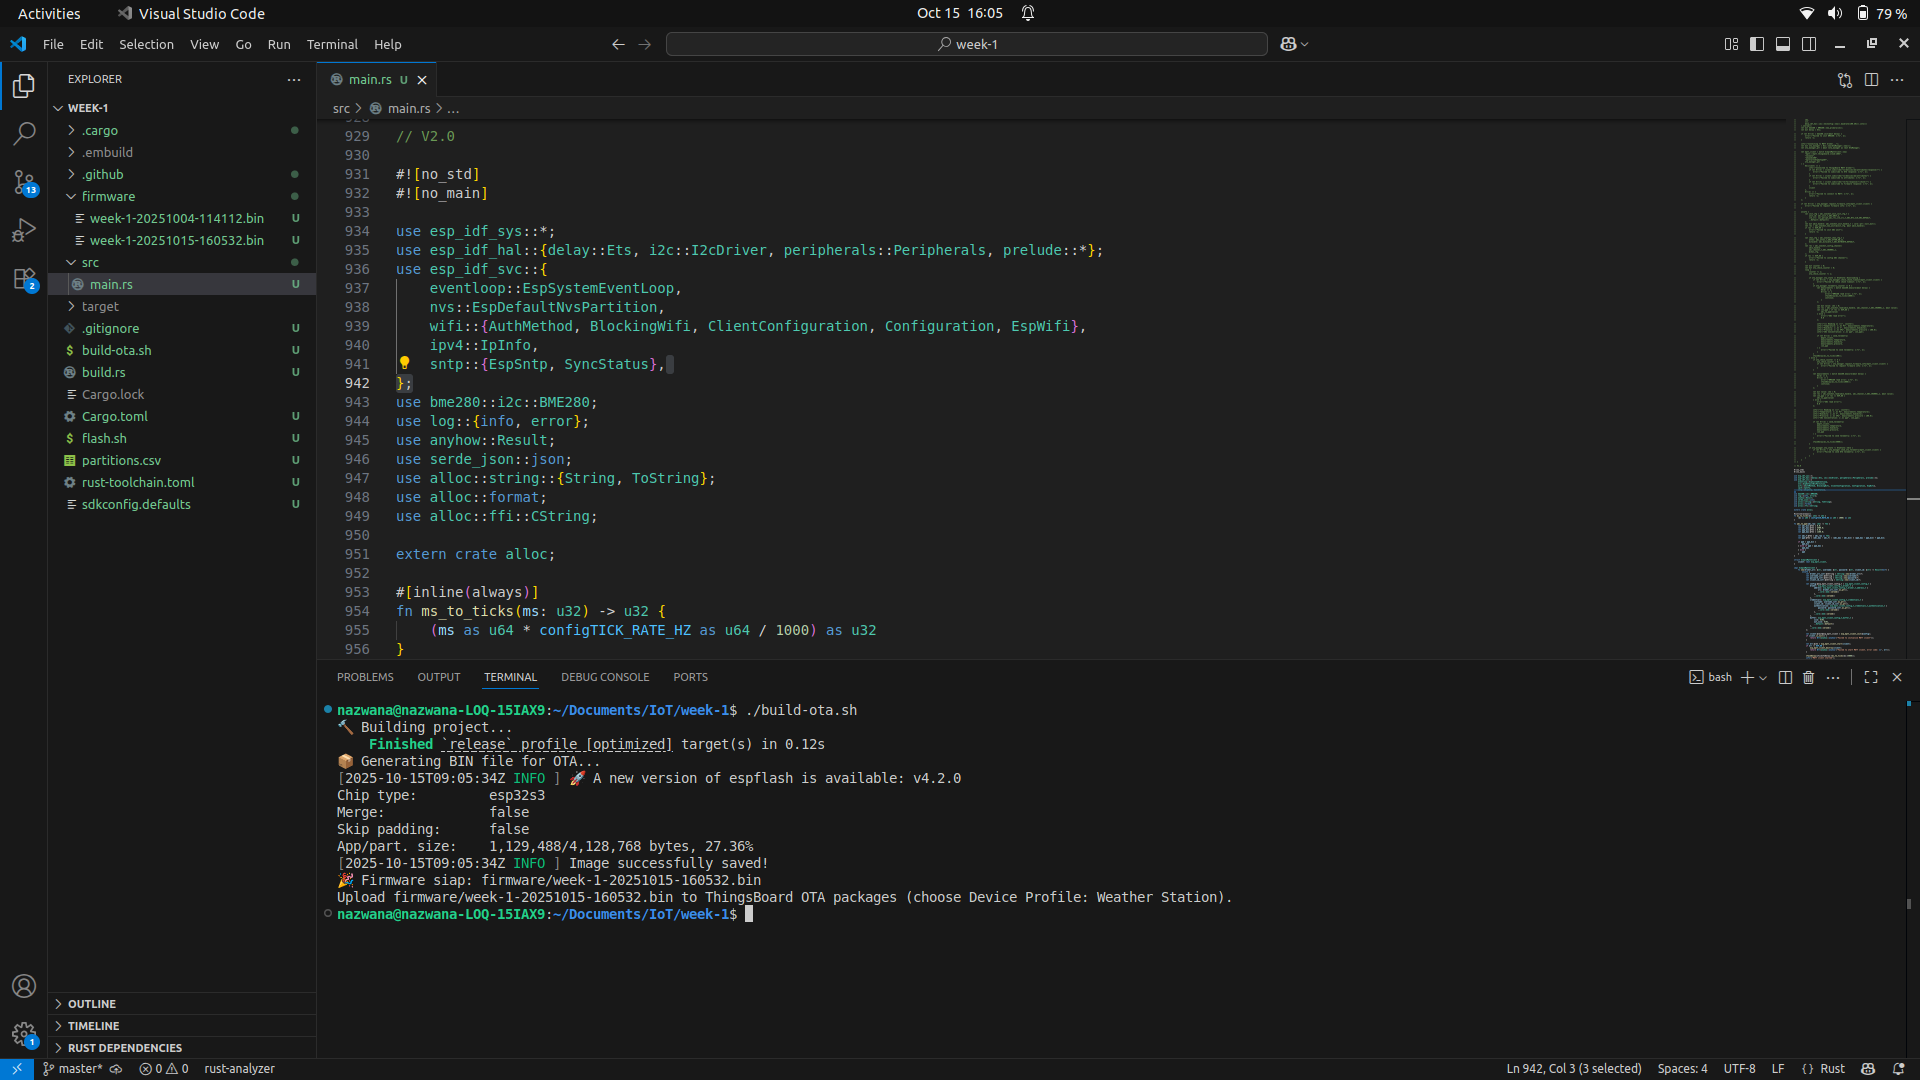 Activities
Visual Studio Code
Oct 15 16:05
79 %
File Edit Selection View Go Run Terminal Help
week-1
EXPLORER
WEEK-1
.cargo
.embuild
.github
firmware
week-1-20251004-114112.bin U
week-1-20251015-160532.bin U
src
main.rs U
target
.gitignore U
build-ota.sh U
build.rs U
Cargo.lock
Cargo.toml U
flash.sh U
partitions.csv U
rust-toolchain.toml U
sdkconfig.defaults U
OUTLINE
TIMELINE
RUST DEPENDENCIES
13
2
1
main.rs U
src > main.rs > ...
929 // V2.0
930
931 #![no_std]
932 #![no_main]
933
934 use esp_idf_sys::*;
935 use esp_idf_hal::{delay::Ets, i2c::I2cDriver, peripherals::Peripherals, prelude::*};
936 use esp_idf_svc::{
937 eventloop::EspSystemEventLoop,
938 nvs::EspDefaultNvsPartition,
939 wifi::{AuthMethod, BlockingWifi, ClientConfiguration, Configuration, EspWifi},
940 ipv4::IpInfo,
941 sntp::{EspSntp, SyncStatus},
942 };
943 use bme280::i2c::BME280;
944 use log::{info, error};
945 use anyhow::Result;
946 use serde_json::json;
947 use alloc::string::{String, ToString};
948 use alloc::format;
949 use alloc::ffi::CString;
950
951 extern crate alloc;
952
953 #[inline(always)]
954 fn ms_to_ticks(ms: u32) -> u32 {
955 (ms as u64 * configTICK_RATE_HZ as u64 / 1000) as u32
956 }
PROBLEMS OUTPUT TERMINAL DEBUG CONSOLE PORTS
bash
nazwana@nazwana-LOQ-15IAX9:~/Documents/IoT/week-1$ ./build-ota.sh
🔨 Building project...
Finished `release` profile [optimized] target(s) in 0.12s
📦 Generating BIN file for OTA...
[2025-10-15T09:05:34Z INFO ] 🚀 A new version of espflash is available: v4.2.0
Chip type: esp32s3
Merge: false
Skip padding: false
App/part. size: 1,129,488/4,128,768 bytes, 27.36%
[2025-10-15T09:05:34Z INFO ] Image successfully saved!
🎉 Firmware siap: firmware/week-1-20251015-160532.bin
Upload firmware/week-1-20251015-160532.bin to ThingsBoard OTA packages (choose Device Profile: Weather Station).
nazwana@nazwana-LOQ-15IAX9:~/Documents/IoT/week-1$
master* 0 0 rust-analyzer
Ln 942, Col 3 (3 selected) Spaces: 4 UTF-8 LF {} Rust